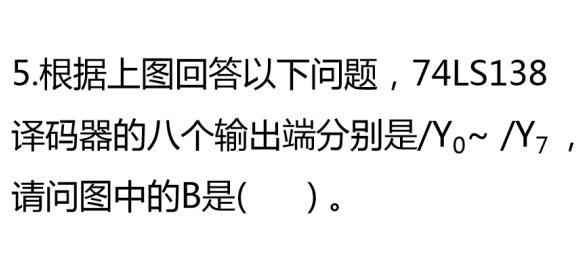 5.根据上图回答以下问题，74LS138
译码器的八个输出端分别是/Y₀~ /Y₇ ，
请问图中的B是(      ) 。